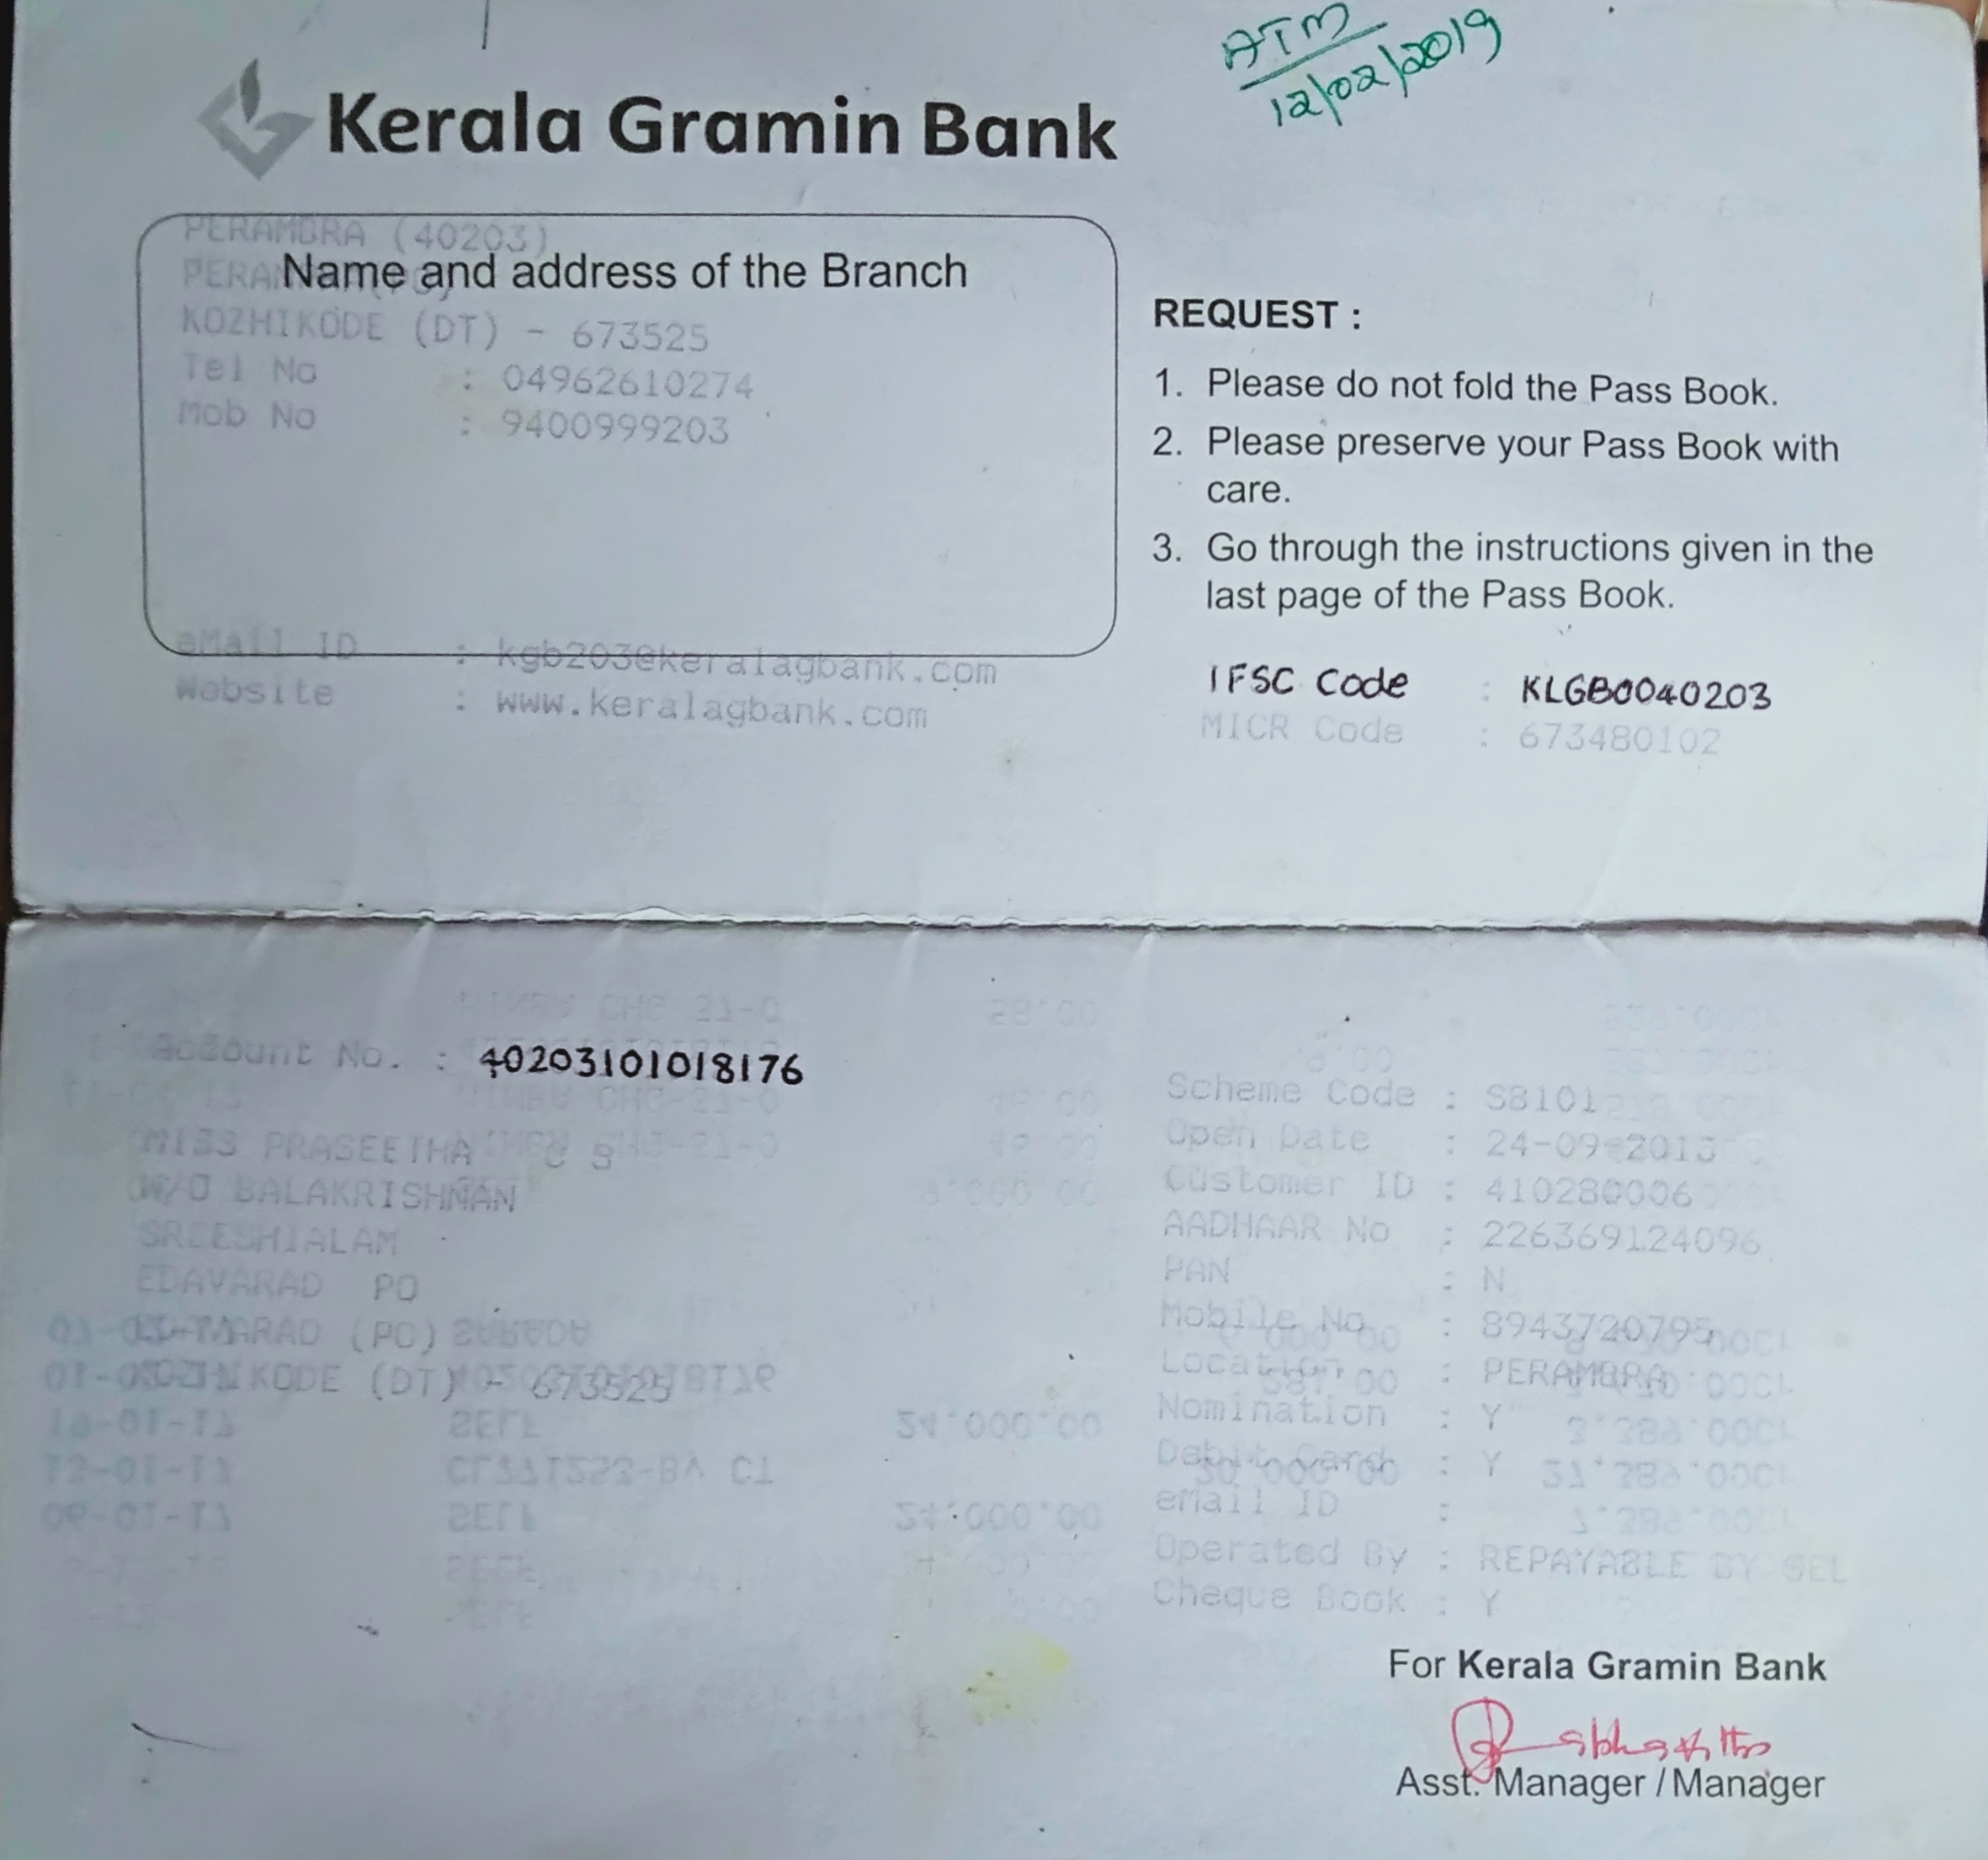 ATM
12/02/2019
Kerala Gramin Bank
PERAMBRA (40203)
Name and address of the Branch
KOZHIKODE (DT) - 673525
Tel No : 04962610274
Mob No : 9400999203
eMail ID : kgb203@keralagbank.com
Website : www.keralagbank.com
REQUEST :
1. Please do not fold the Pass Book.
2. Please preserve your Pass Book with
care.
3. Go through the instructions given in the
last page of the Pass Book.
IFSC Code : KLGB0040203
MICR Code : 673480102
Account No. : 40203101018176
MISS PRASEETHA C S
W/O BALAKRISHNAN
EDAVARAD PO
(PO)
KODE (DT) - 673525
Scheme Code : SB101
Open Date : 24-09-2013
Customer ID : 410280006
AADHAAR No : 226369124096
PAN : N
Mobile No : 8943720795
Location : PERAMBRA
Nomination : Y
Debit Card : Y
eMail ID :
Operated By : REPAYABLE BY SEL
Cheque Book : Y
For Kerala Gramin Bank
Asst. Manager / Manager